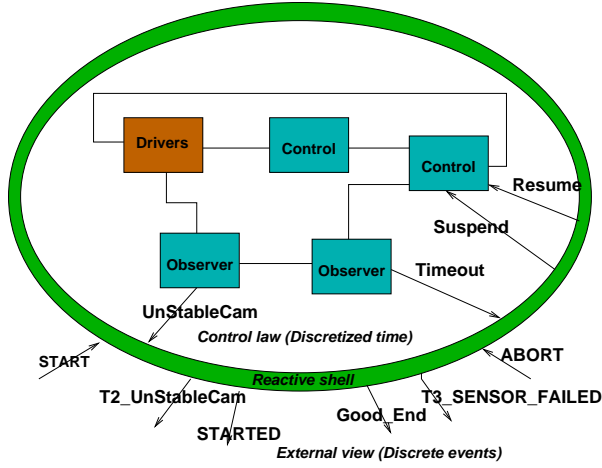 Drivers
Control
Control
Resume
Suspend
Observer
Observer
Timeout
UnStableCam
Control law (Discretized time)
START
ABORT
Reactive shell
T2_UnStableCam
T3_SENSOR_FAILED
Good_End
STARTED
External view (Discrete events)